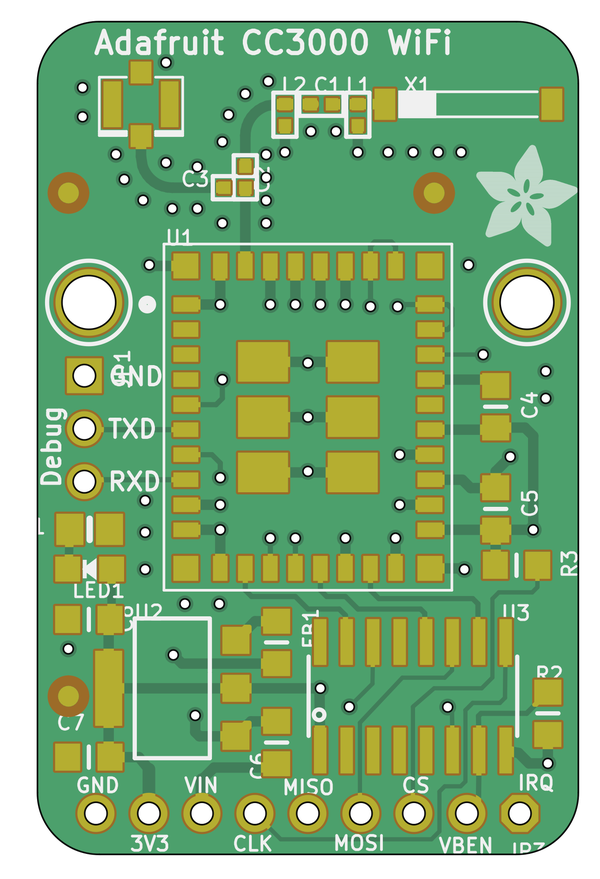 Adafruit CC3000 WiFi
L2 C1 L1 X1
C3
U1
GND
TXD
RXD
Debug
C4
C5
R3
LED1
U2
FB1
U3
R2
C7
C6
GND
VIN
MISO
CS
IRQ
3V3
CLK
MOSI
VBEN